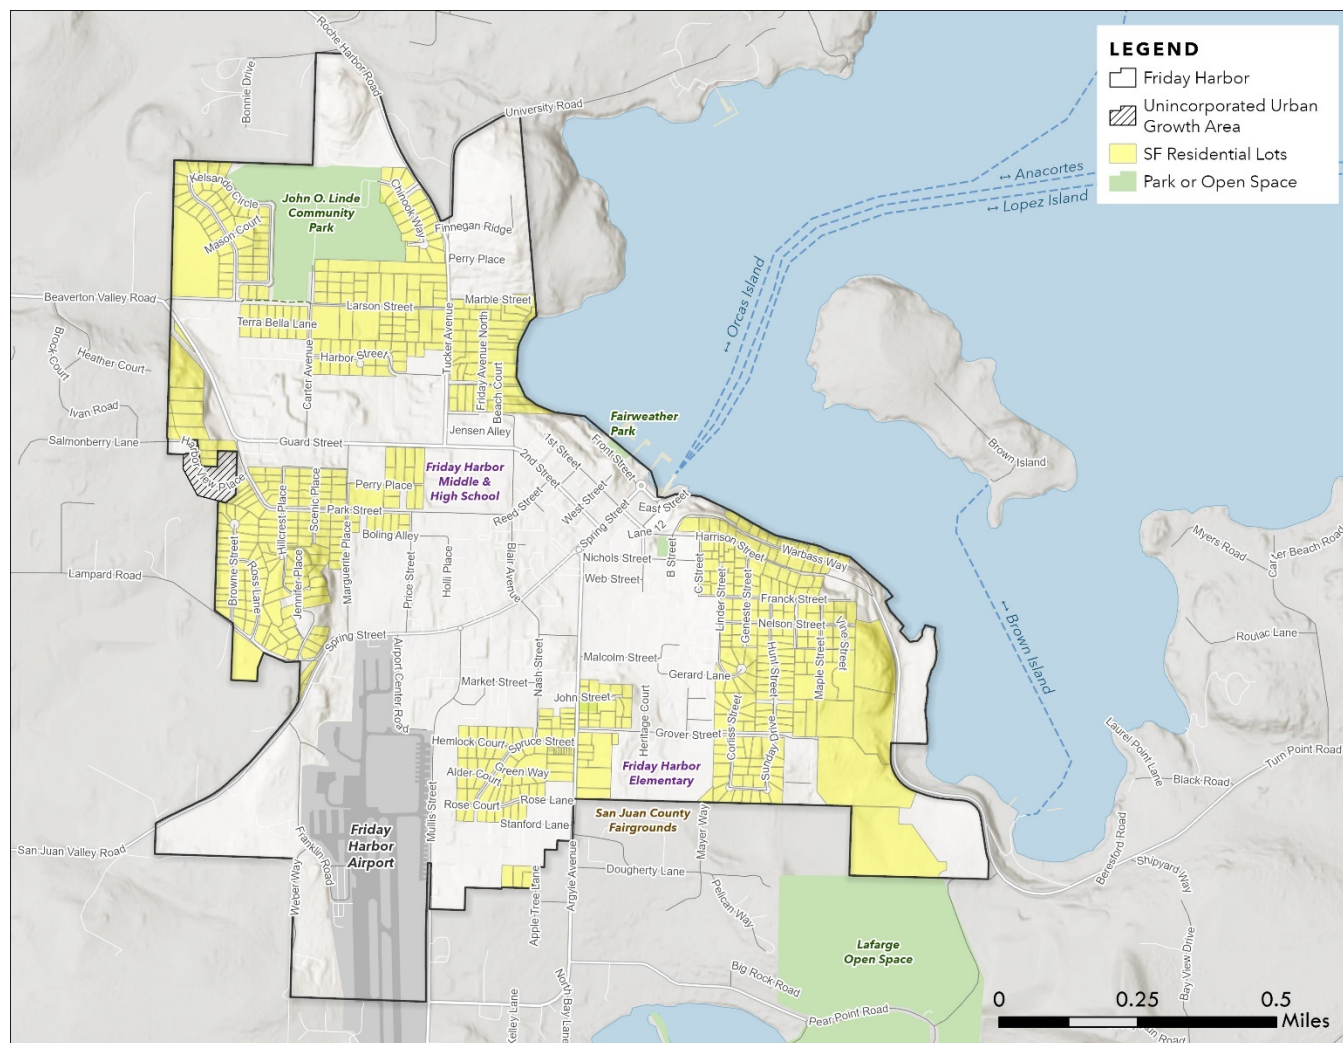 LEGEND
Friday Harbor
Unincorporated Urban
Growth Area
SF Residential Lots
Park or Open Space
Roche Harbor Road
Bonnie Drive
University Road
↔ Anacortes
↔ Lopez Island
Kelsando Circle
John O. Linde
Community
Park
Chinook Way
Mason Court
Finnegan Ridge
Perry Place
↔ Orcas Island
Beaverton Valley Road
Larson Street
Marble Street
Terra Bella Lane
Tucker Avenue
Friday Avenue North
Brock Court
Heather Court
Harbor Street
Carter Avenue
Beach Court
Ivan Road
Fairweather
Park
Salmonberry Lane
Harbor View Place
Guard Street
Jensen Alley
1st Street
Front Street
2nd Street
Friday Harbor
Middle &
High School
Brown Island
Perry Place
Hillcrest Place
Scenic Place
Park Street
Reed Street
West Street
Spring Street
East Street
Boling Alley
Lane 12
Harrison Street
Warbass Way
Myers Road
Lampard Road
Browne Street
Ross Lane
Jennifer Place
Marguerite Place
Price Street
Holli Place
Blair Avenue
Nichols Street
Web Street
B Street
C Street
Linder Street
Geneste Street
Franck Street
Nelson Street
Vine Street
↔ Brown Island
Roulac Lane
Spring Street
Airport Center Road
Nash Street
Malcolm Street
Gerard Lane
Hunt Street
Maple Street
Market Street
John Street
Heritage Court
Corliss Street
Sunday Drive
Grover Street
Hemlock Court
Spruce Street
Green Way
Alder Court
Friday Harbor
Elementary
Laurel Point Lane
Black Road
Turn Point Road
Rose Court
Rose Lane
Stanford Lane
San Juan County
Fairgrounds
Mullis Street
Friday
Harbor
Airport
San Juan Valley Road
Franklin Road
Weber Way
Mayer Way
Argyle Avenue
Dougherty Lane
Beresford Road
Shipyard Way
Pelican Way
Apple Tree Lane
Lafarge
Open Space
Bay View Drive
Big Rock Road
North Bay Lane
Kelley Lane
Pear Point Road
0
0.25
0.5
Miles